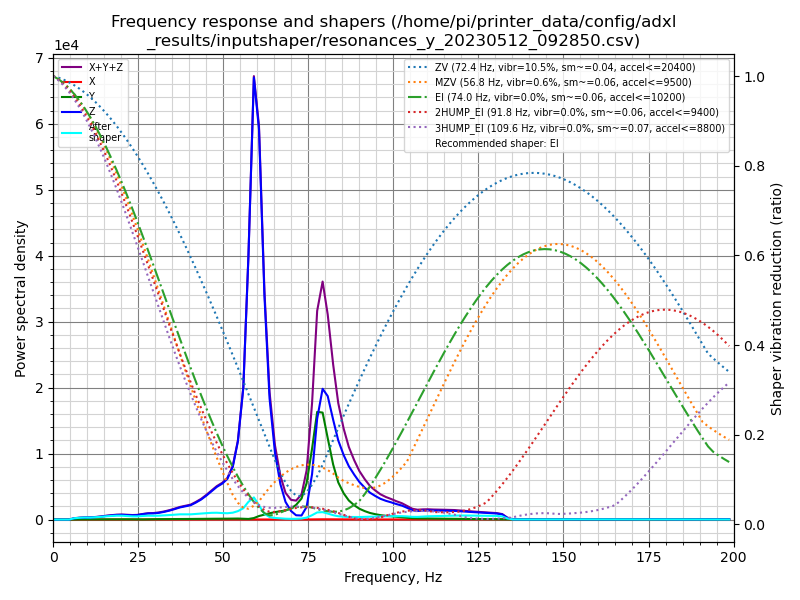 Frequency response and shapers (/home/pi/printer_data/config/adxl
_results/inputshaper/resonances_y_20230512_092850.csv)
1e4
X+Y+Z
X
Y
Z
After
shaper
ZV (72.4 Hz, vibr=10.5%, sm~=0.04, accel<=20400)
MZV (56.8 Hz, vibr=0.6%, sm~=0.06, accel<=9500)
EI (74.0 Hz, vibr=0.0%, sm~=0.06, accel<=10200)
2HUMP_EI (91.8 Hz, vibr=0.0%, sm~=0.06, accel<=9400)
3HUMP_EI (109.6 Hz, vibr=0.0%, sm~=0.07, accel<=8800)
Recommended shaper: EI
7
6
5
4
3
2
1
0
Power spectral density
1.0
0.8
0.6
0.4
0.2
0.0
Shaper vibration reduction (ratio)
0 25 50 75 100 125 150 175 200
Frequency, Hz